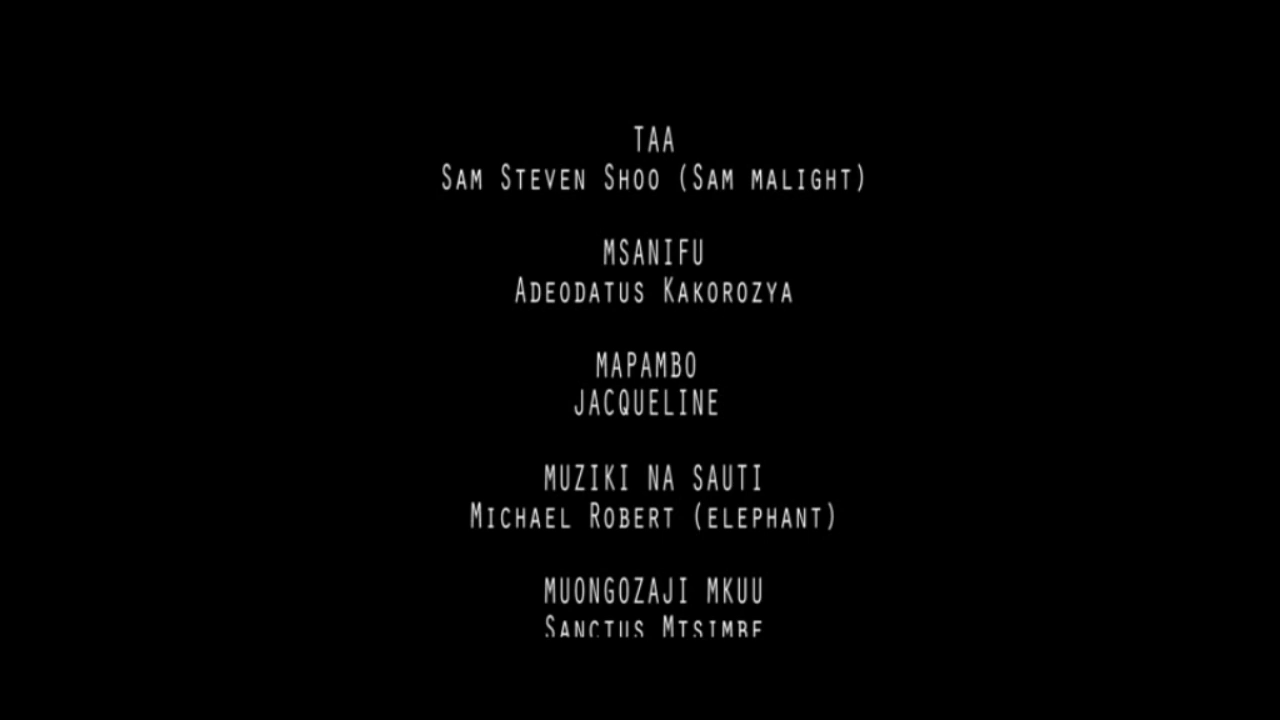 TAA
Sam Steven Shoo (Sam malight)
MSANIFU
Adeodatus Kakorozya
MAPAMBO
JACQUELINE
MUZIKI NA SAUTI
Michael Robert (elephant)
MUONGOZAJI MKUU
Sanctus Mtsimbe